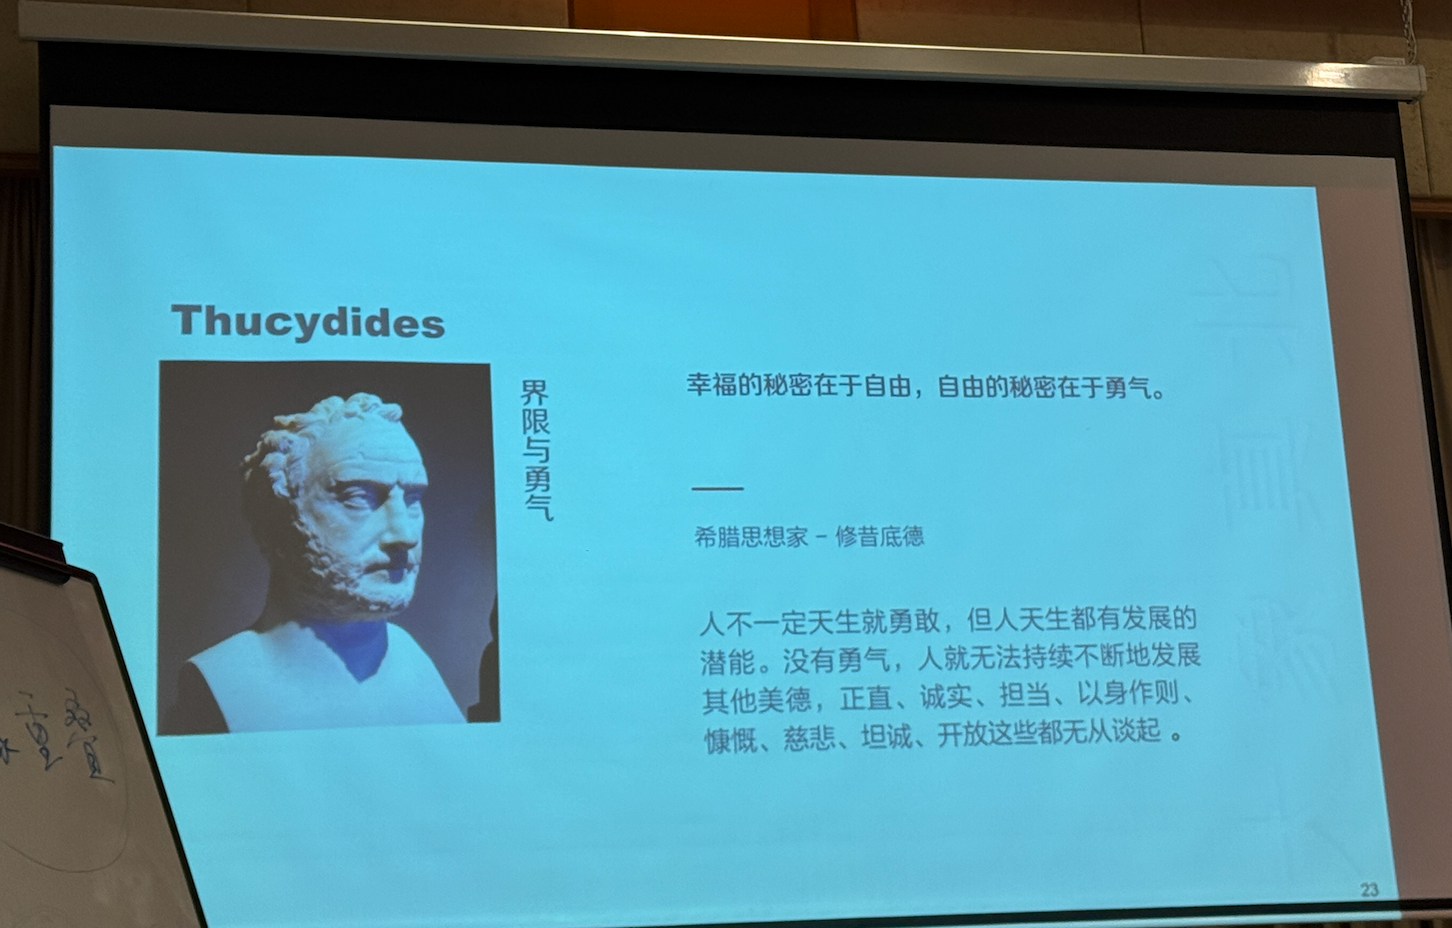 Thucydides
界限与勇气
幸福的秘密在于自由，自由的秘密在于勇气。
希腊思想家 - 修昔底德
人不一定天生就勇敢，但人天生都有发展的
潜能。没有勇气，人就无法持续不断地发展
其他美德，正直、诚实、担当、以身作则、
慷慨、慈悲、坦诚、开放这些都无从谈起 。
23
重叠